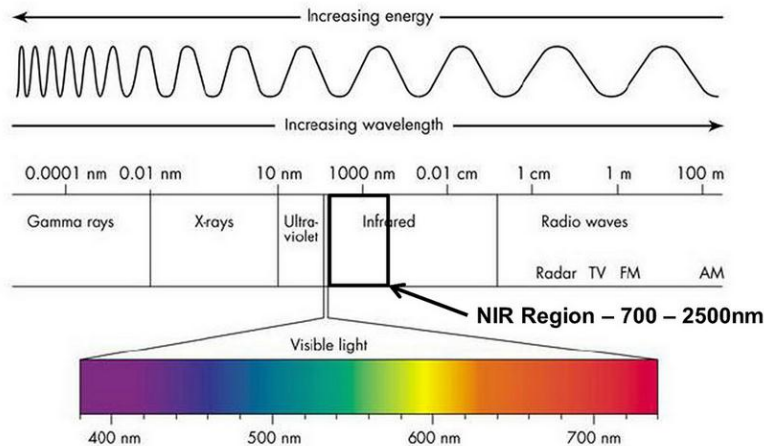 Increasing energy
Increasing wavelength
0.0001 nm 0.01 nm 10 nm 1000 nm 0.01 cm 1 cm 1 m 100 m
Gamma rays X-rays Ultra- Infrared Radio waves
violet
Radar TV FM AM
NIR Region – 700 – 2500nm
Visible light
400 nm 500 nm 600 nm 700 nm